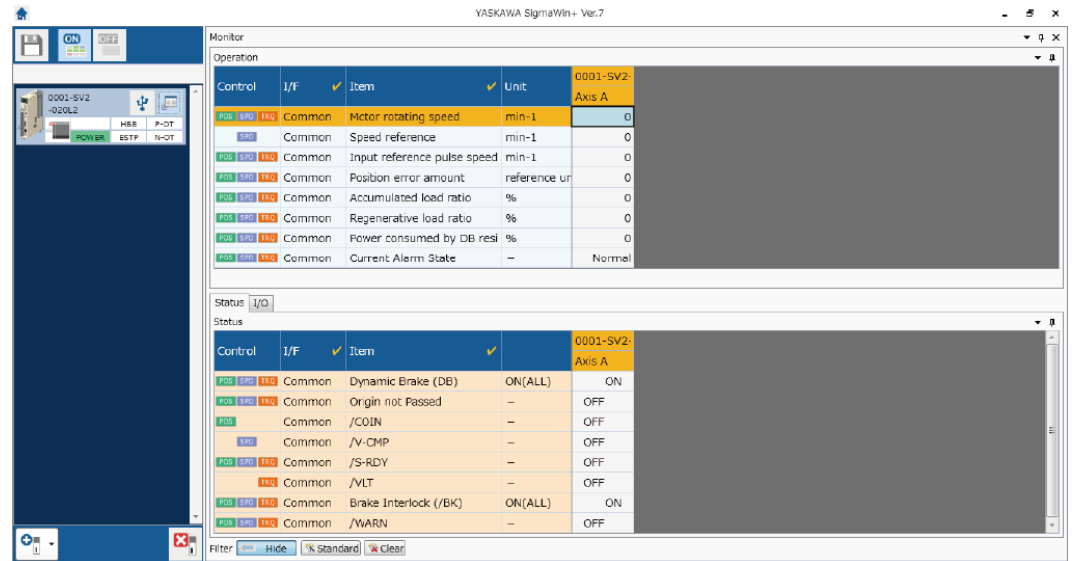 YASKAWA SigmaWin+ Ver.7
ON OFF
0001-SV2
-020L2
HBB P-OT
POWER ESTP N-OT
Monitor
Operation
Control I/F Item Unit 0001-SV2-
Axis A
POS SPD TRQ Common Motor rotating speed min-1 0
SPD Common Speed reference min-1 0
POS SPD TRQ Common Input reference pulse speed min-1 0
POS SPD TRQ Common Position error amount reference ur 0
POS SPD TRQ Common Accumulated load ratio % 0
POS SPD TRQ Common Regenerative load ratio % 0
POS SPD TRQ Common Power consumed by DB resi % 0
POS SPD TRQ Common Current Alarm State – Normal
Status I/O
Status
Control I/F Item 0001-SV2-
Axis A
POS SPD TRQ Common Dynamic Brake (DB) ON(ALL) ON
POS SPD TRQ Common Origin not Passed – OFF
POS Common /COIN – OFF
SPD Common /V-CMP – OFF
POS SPD TRQ Common /S-RDY – OFF
TRQ Common /VLT – OFF
POS SPD TRQ Common Brake Interlock (/BK) ON(ALL) ON
POS SPD TRQ Common /WARN – OFF
Filter Hide Standard Clear